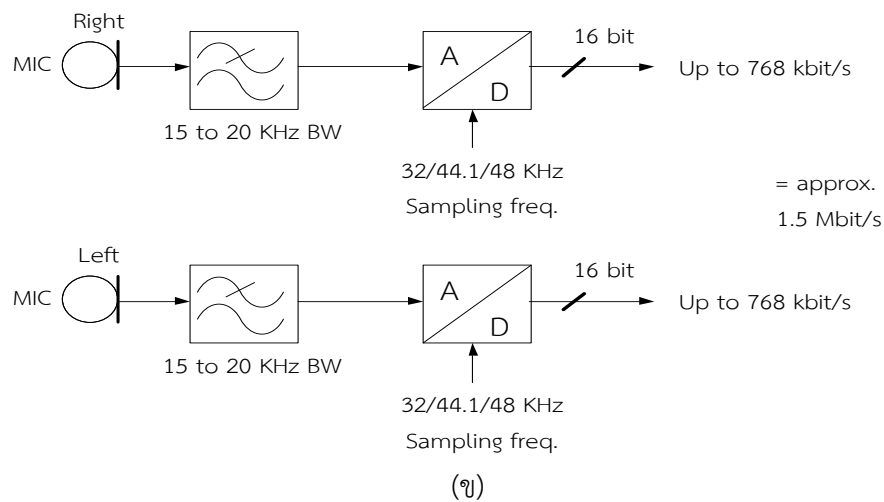 Right
MIC
A
D
16 bit
Up to 768 kbit/s
15 to 20 KHz BW
32/44.1/48 KHz
Sampling freq.
= approx.
1.5 Mbit/s
Left
MIC
A
D
16 bit
Up to 768 kbit/s
15 to 20 KHz BW
32/44.1/48 KHz
Sampling freq.
(ข)